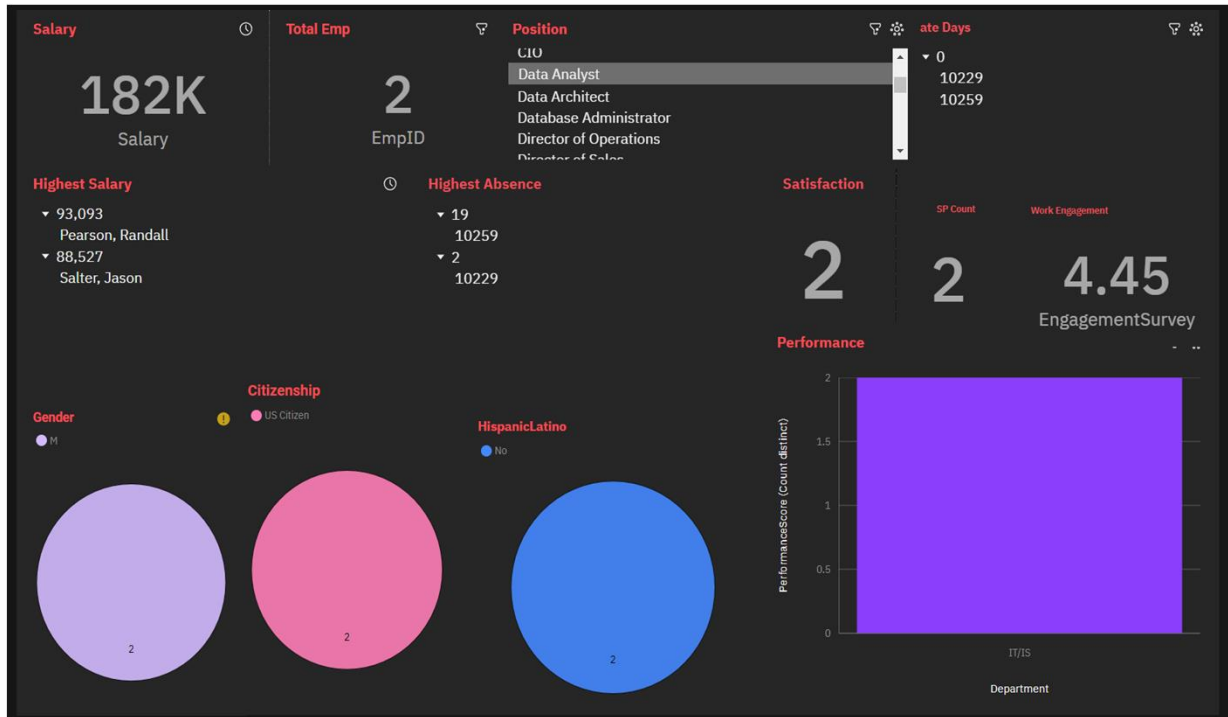 Salary
182K
Salary
Total Emp
2
EmpID
Position
CIO
Data Analyst
Data Architect
Database Administrator
Director of Operations
Director of Sales
ate Days
0
10229
10259
Highest Salary
93,093
Pearson, Randall
88,527
Salter, Jason
Highest Absence
19
10259
2
10229
Satisfaction
2
SP Count
2
Work Engagement
4.45
EngagementSurvey
Gender
M
2
Citizenship
US Citizen
2
HispanicLatino
No
2
Performance
PerformanceScore (Count distinct)
2
1.5
1
0.5
0
IT/IS
Department